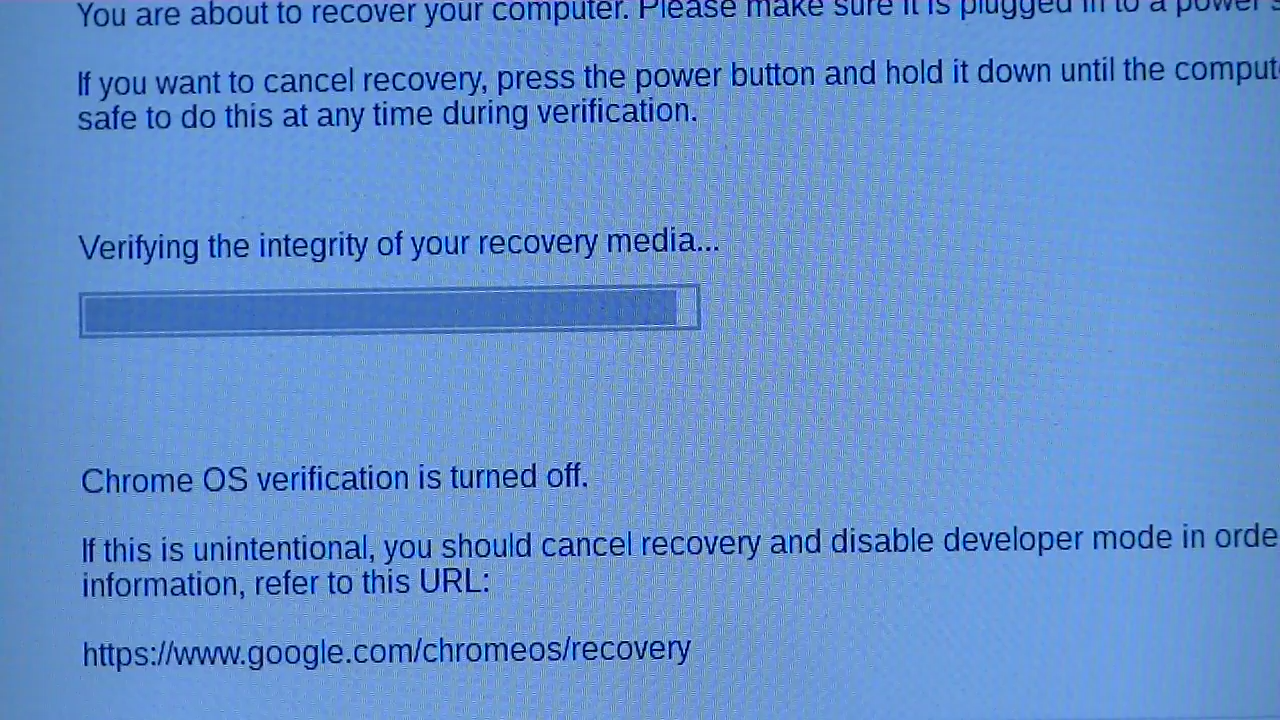 You are about to recover your computer. Please make sure it is plugged in to a power
If you want to cancel recovery, press the power button and hold it down until the
safe to do this at any time during verification.
Verifying the integrity of your recovery media...
Chrome OS verification is turned off.
If this is unintentional, you should cancel recovery and disable developer mode in
information, refer to this URL:
https://www.google.com/chromeos/recovery